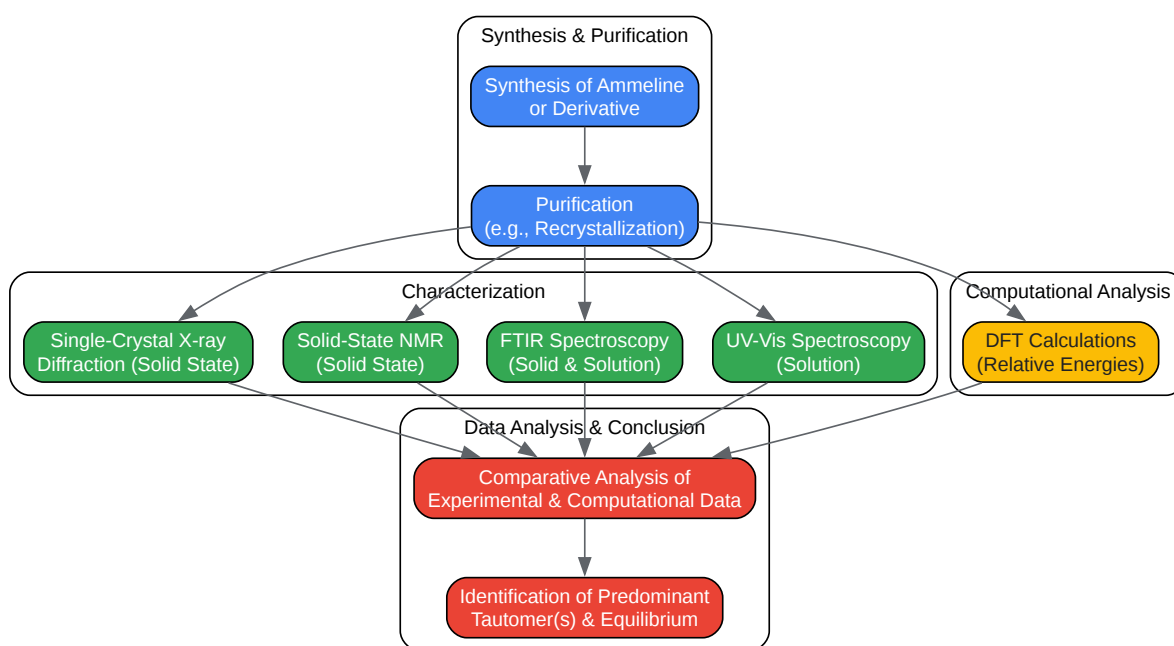 Synthesis & Purification
Synthesis of Ammeline
or Derivative
Purification
(e.g., Recrystallization)
Characterization
Single-Crystal X-ray
Diffraction (Solid State)
Solid-State NMR
(Solid State)
FTIR Spectroscopy
(Solid & Solution)
UV-Vis Spectroscopy
(Solution)
Computational Analysis
DFT Calculations
(Relative Energies)
Data Analysis & Conclusion
Comparative Analysis of
Experimental & Computational Data
Identification of Predominant
Tautomer(s) & Equilibrium